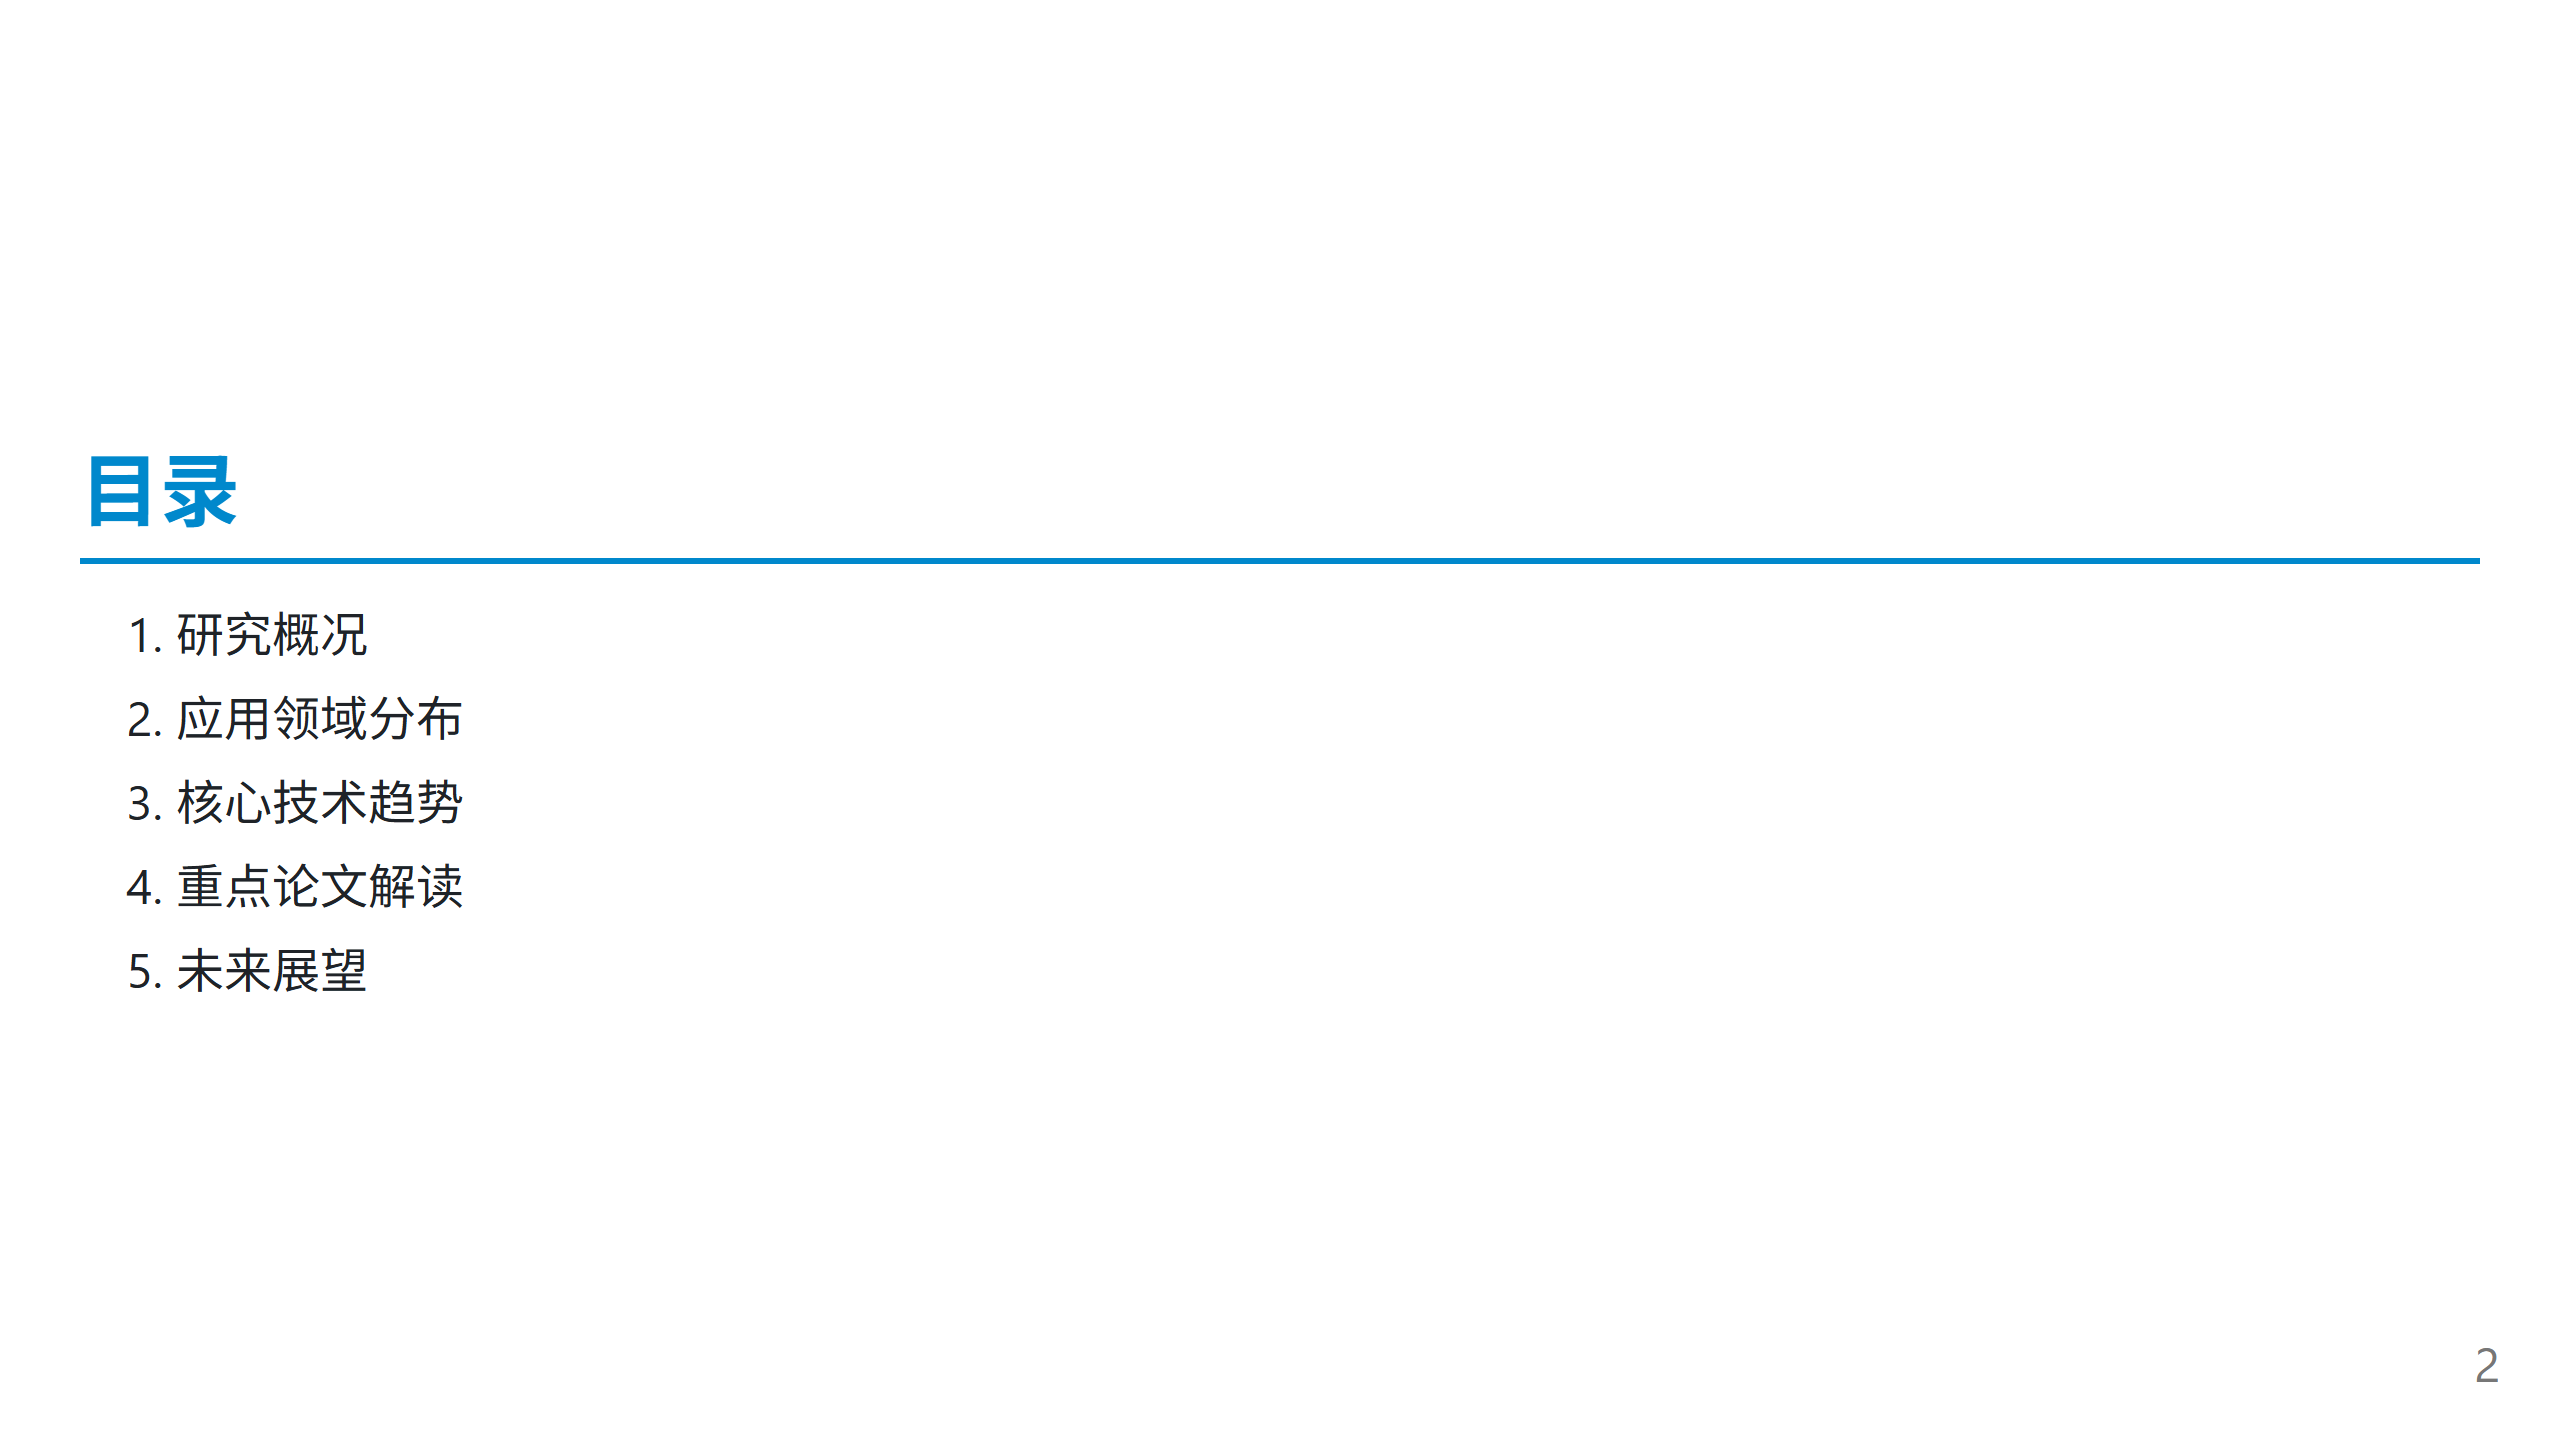 目录
1. 研究概况
2. 应用领域分布
3. 核心技术趋势
4. 重点论文解读
5. 未来展望
2